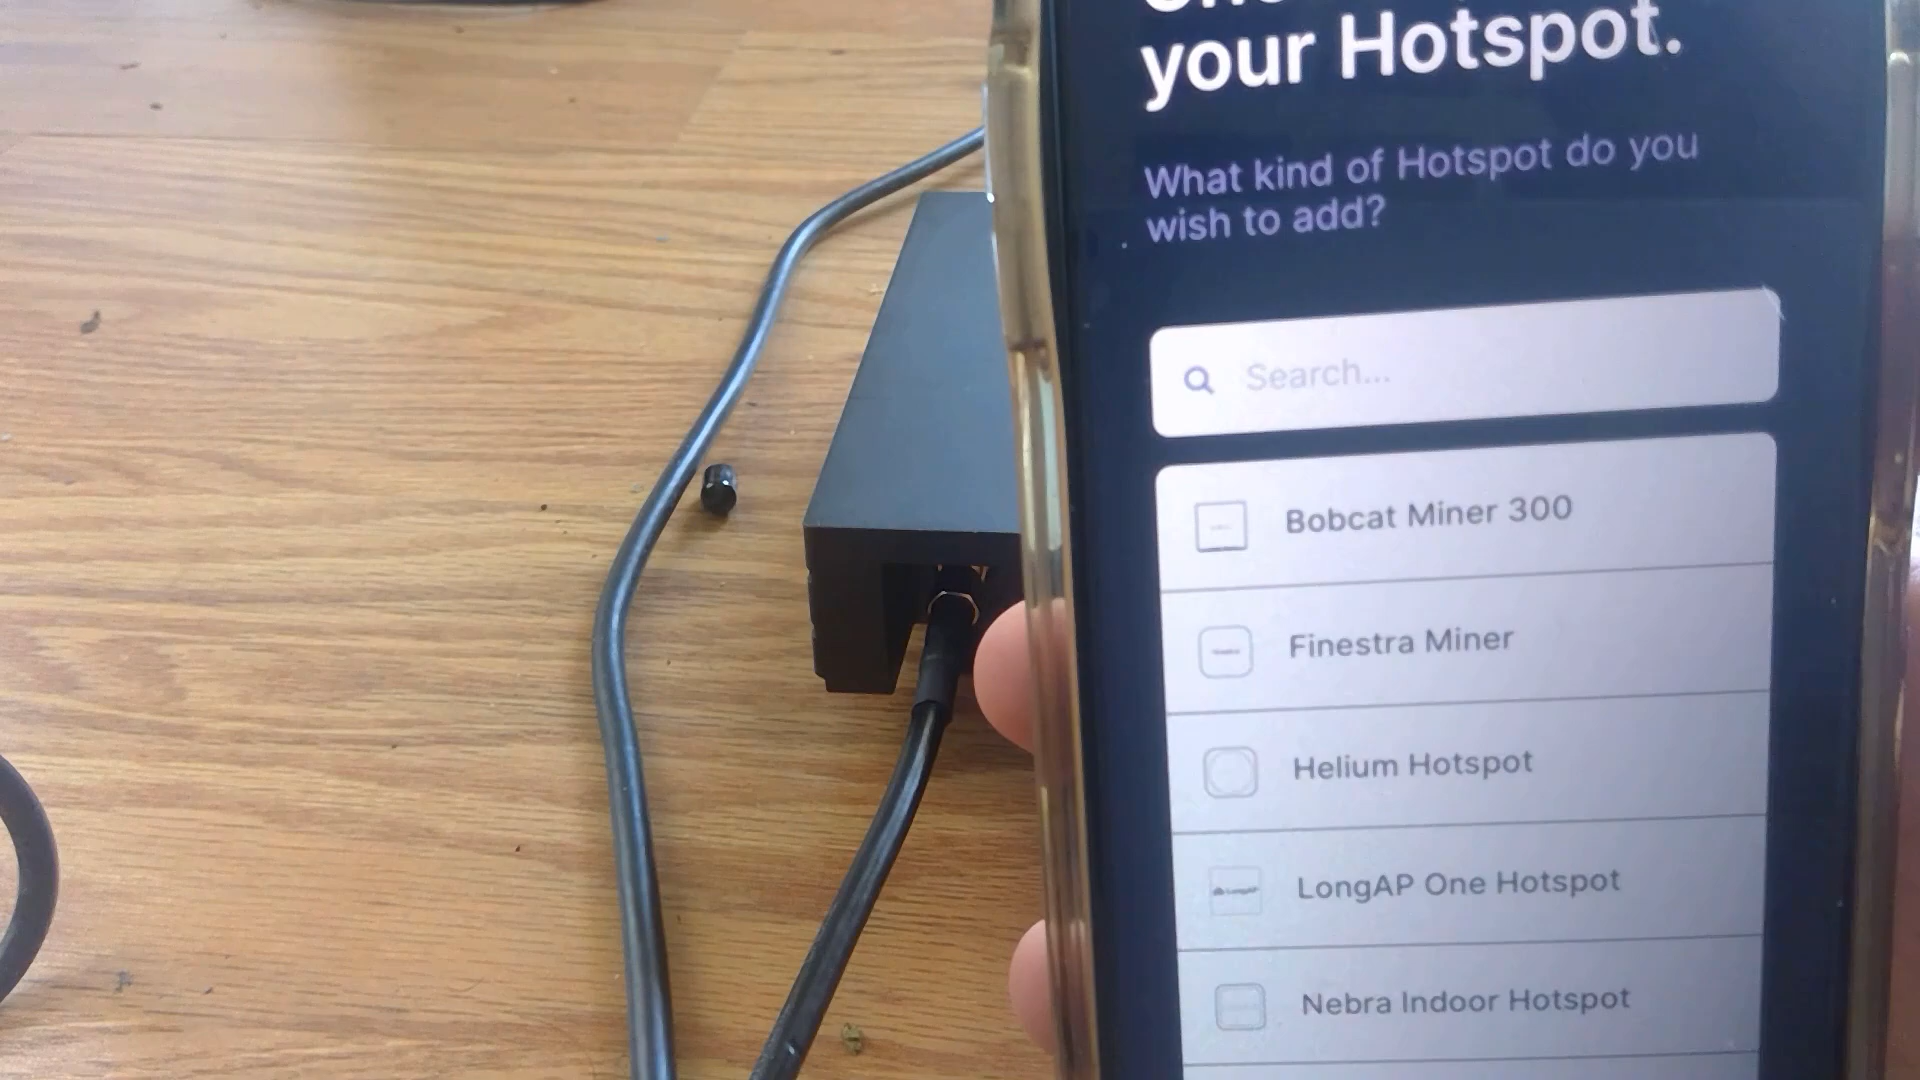 your Hotspot.
What kind of Hotspot do you
wish to add?
Search...
Bobcat Miner 300
Finestra Miner
Helium Hotspot
LongAP One Hotspot
Nebra Indoor Hotspot